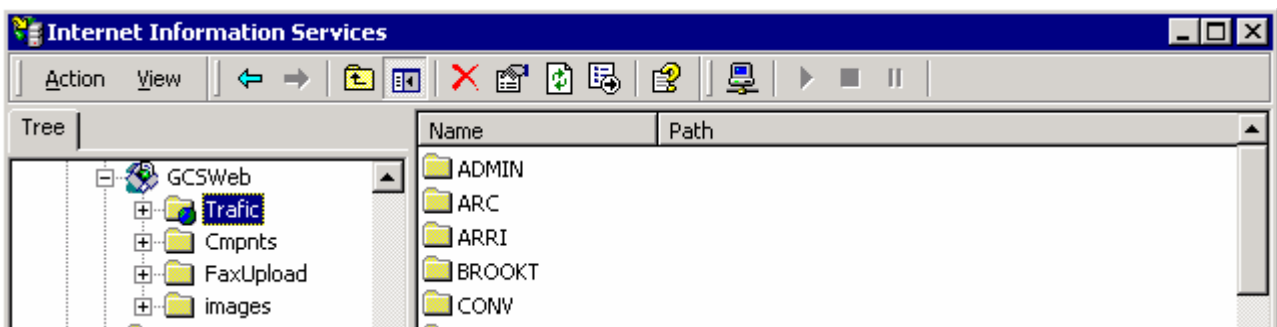 Internet Information Services
Action View
Tree
GCSWeb
Trafic
Cmpnts
FaxUpload
images
Name Path
ADMIN
ARC
ARRI
BROOKT
CONV